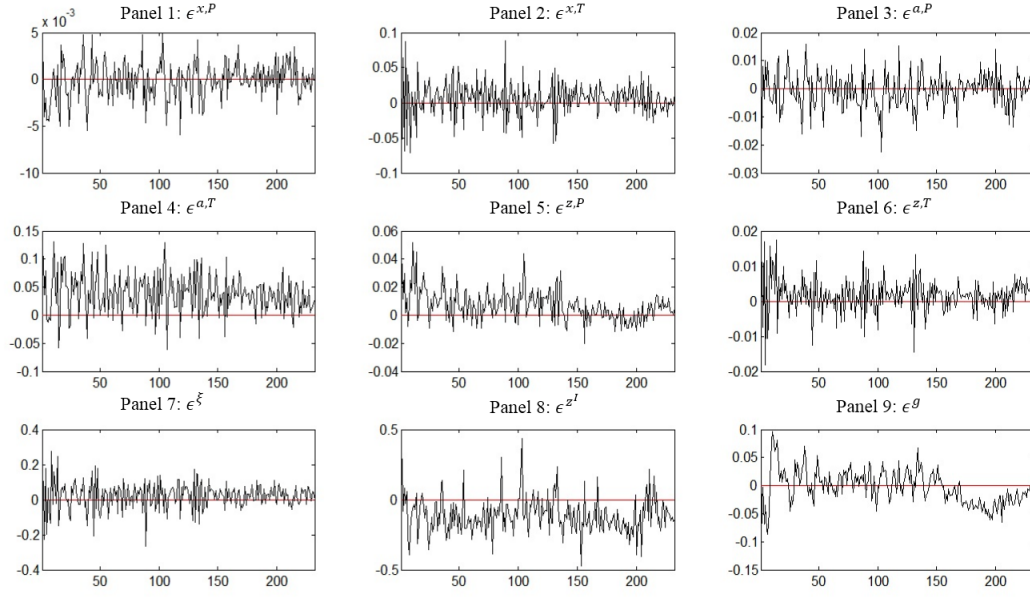 Panel 1: ϵ^{x,P}
Panel 2: ϵ^{x,T}
Panel 3: ϵ^{a,P}
x 10^{-3}
5
0
-5
-10
50 100 150 200
0.1
0.05
0
-0.05
-0.1
50 100 150 200
0.02
0.01
0
-0.01
-0.02
-0.03
50 100 150 200
Panel 4: ϵ^{a,T}
Panel 5: ϵ^{z,P}
Panel 6: ϵ^{z,T}
0.15
0.1
0.05
0
-0.05
-0.1
50 100 150 200
0.06
0.04
0.02
0
-0.02
-0.04
50 100 150 200
0.02
0.01
0
-0.01
-0.02
50 100 150 200
Panel 7: ϵ^{ξ}
Panel 8: ϵ^{z^I}
Panel 9: ϵ^{g}
0.4
0.2
0
-0.2
-0.4
50 100 150 200
0.5
0
-0.5
50 100 150 200
0.1
0.05
0
-0.05
-0.1
-0.15
50 100 150 200